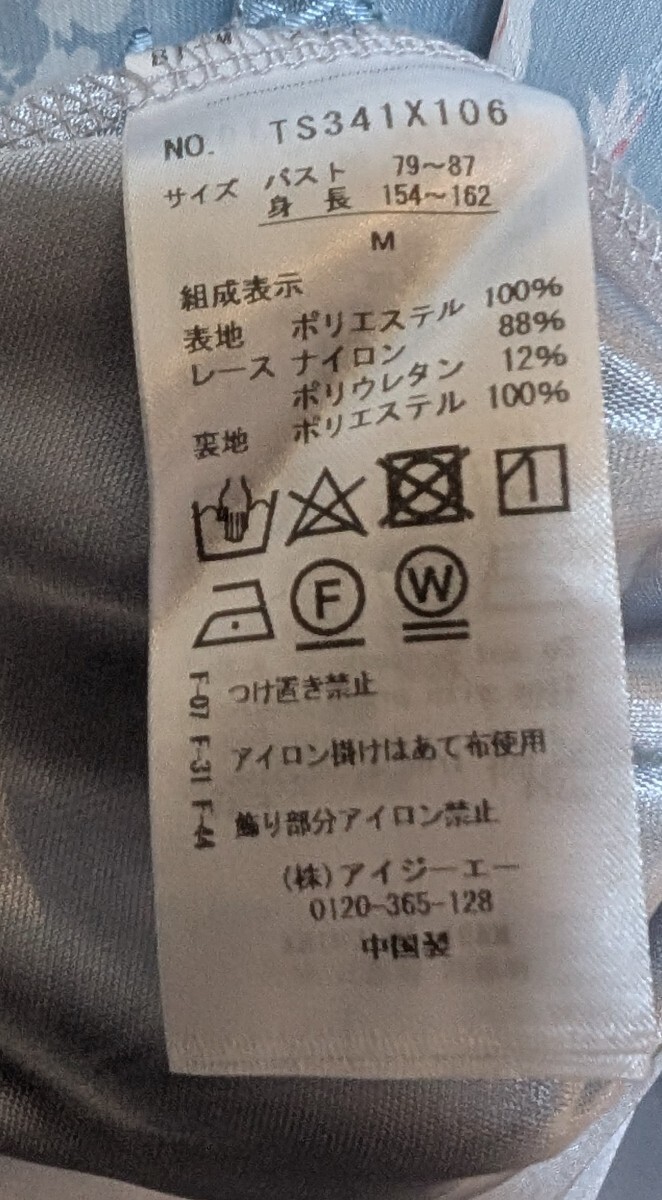 NO. TS341X106
サイズ バスト 79〜87
身長 154〜162
M
組成表示
表地 ポリエステル 100%
レース ナイロン 88%
ポリウレタン 12%
裏地 ポリエステル 100%
F
W
F-07 つけ置き禁止
F-31 アイロン掛けはあて布使用
F-44 飾り部分アイロン禁止
(株)アイジーエー
0120-365-128
中国製